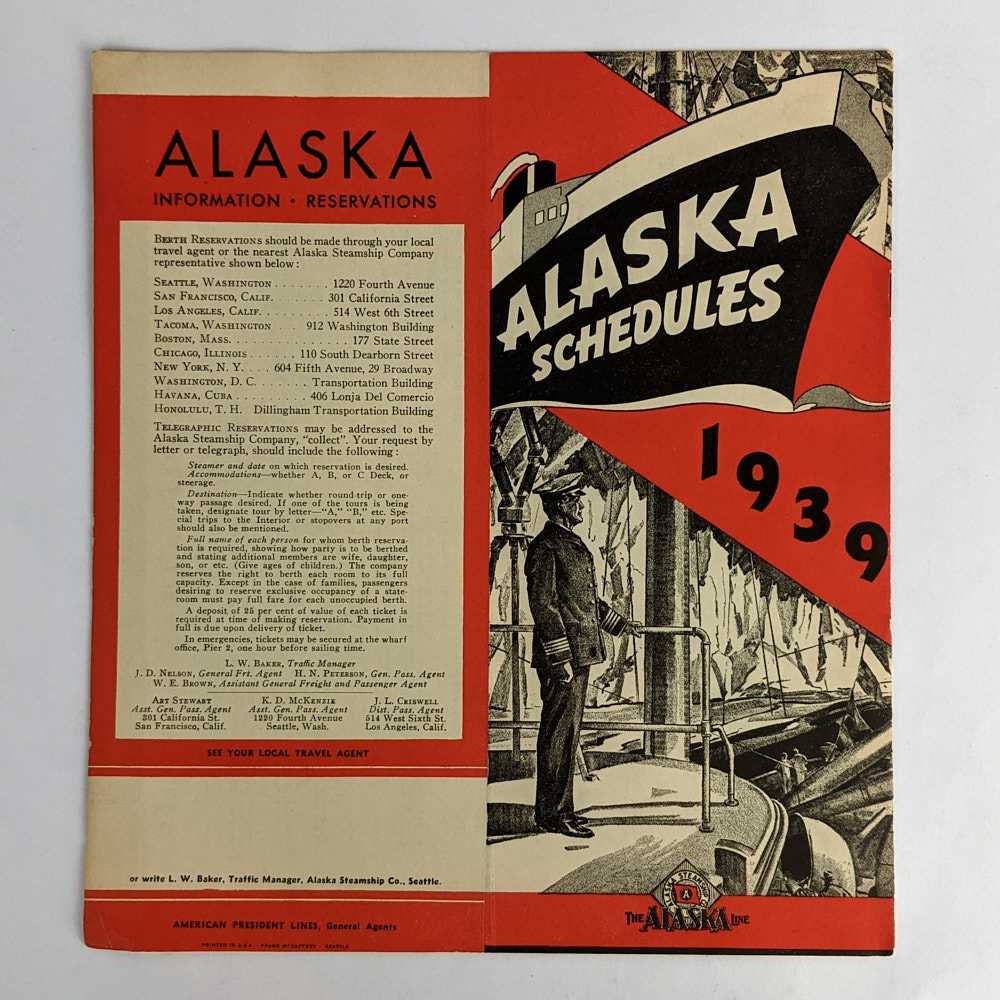 ALASKA
INFORMATION · RESERVATIONS
BERTH RESERVATIONS should be made through your local
travel agent or the nearest Alaska Steamship Company
representative shown below:
SEATTLE, WASHINGTON . . . . . . . 1220 Fourth Avenue
SAN FRANCISCO, CALIF. . . . . . . 301 California Street
LOS ANGELES, CALIF. . . . . . . . . 514 West 6th Street
TACOMA, WASHINGTON . . . 912 Washington Building
BOSTON, MASS. . . . . . . . . . . . . . . 177 State Street
CHICAGO, ILLINOIS . . . . . . 110 South Dearborn Street
NEW YORK, N. Y. . . . 604 Fifth Avenue, 29 Broadway
WASHINGTON, D. C. . . . . . . . Transportation Building
HAVANA, CUBA . . . . . . . . . 406 Lonja Del Comercio
HONOLULU, T. H. Dillingham Transportation Building
TELEGRAPHIC RESERVATIONS may be addressed to the
Alaska Steamship Company, "collect". Your request by
letter or telegraph, should include the following:
Steamer and date on which reservation is desired.
Accommodations—whether A, B, or C Deck, or
steerage.
Destination—Indicate whether round-trip or one-
way passage desired. If one of the tours is being
taken, designate tour by letter—"A," "B," etc. Spe-
cial trips to the Interior or stopovers at any port
should also be mentioned.
Full name of each person for whom berth reserva-
tion is required, showing how party is to be berthed
and stating additional members are wife, daughter,
son, or etc. (Give ages of children.) The company
reserves the right to berth each room to its full
capacity. Except in the case of families, passengers
desiring to reserve exclusive occupancy of a state-
room must pay full fare for each unoccupied berth.
A deposit of 25 per cent of value of each ticket is
required at time of making reservation. Payment in
full is due upon delivery of ticket.
In emergencies, tickets may be secured at the wharf
office, Pier 2, one hour before sailing time.
L. W. BAKER, Traffic Manager
J. D. NELSON, General Frt. Agent H. N. PETERSON, Gen. Pass. Agent
W. E. BROWN, Assistant General Freight and Passenger Agent
ART STEWART K. D. MCKENZIE J. L. CRISWELL
Asst. Gen. Pass. Agent Asst. Gen. Pass. Agent Dist. Pass. Agent
301 California St. 1220 Fourth Avenue 514 West Sixth St.
San Francisco, Calif. Seattle, Wash. Los Angeles, Calif.
SEE YOUR LOCAL TRAVEL AGENT
or write L. W. Baker, Traffic Manager, Alaska Steamship Co., Seattle.
AMERICAN PRESIDENT LINES, General Agents
PRINTED IN U.S.A. · FRANK MCCAFFREY · SEATTLE
ALASKA
SCHEDULES
1939
ALASKA STEAMSHIP CO
A
THE ALASKA LINE